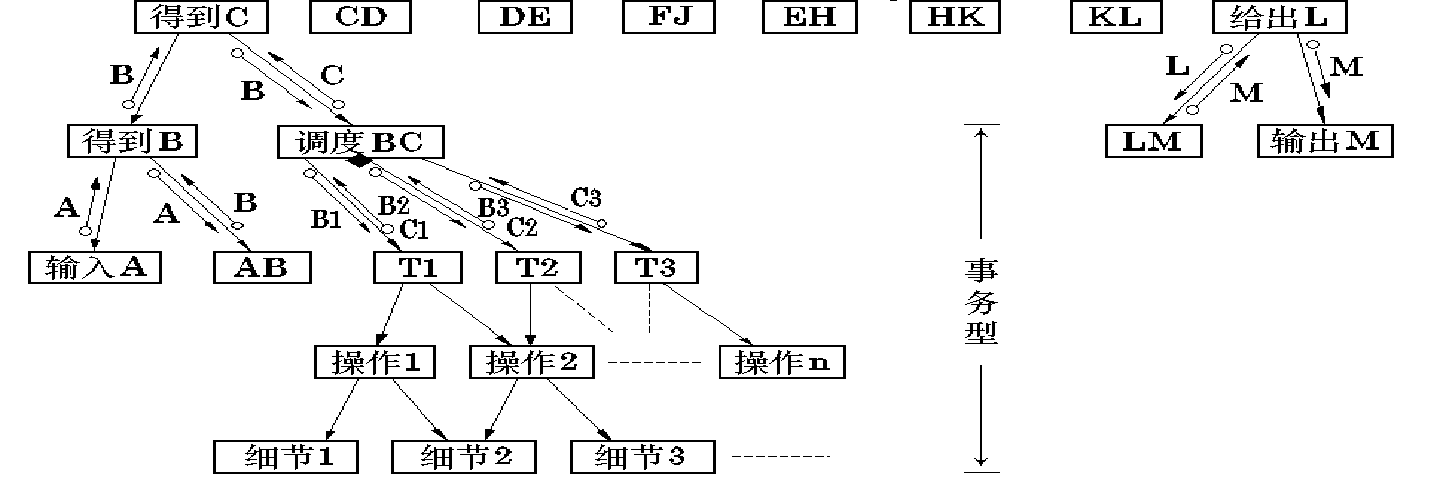 得到C CD DE FJ EH HK KL 给出L
B C B L M M
得到B 调度BC LM 输出M
A A B B1 B2 C1 B3 C2 C3
输入A AB T1 T2 T3
事务型
操作1 操作2 操作n
细节1 细节2 细节3